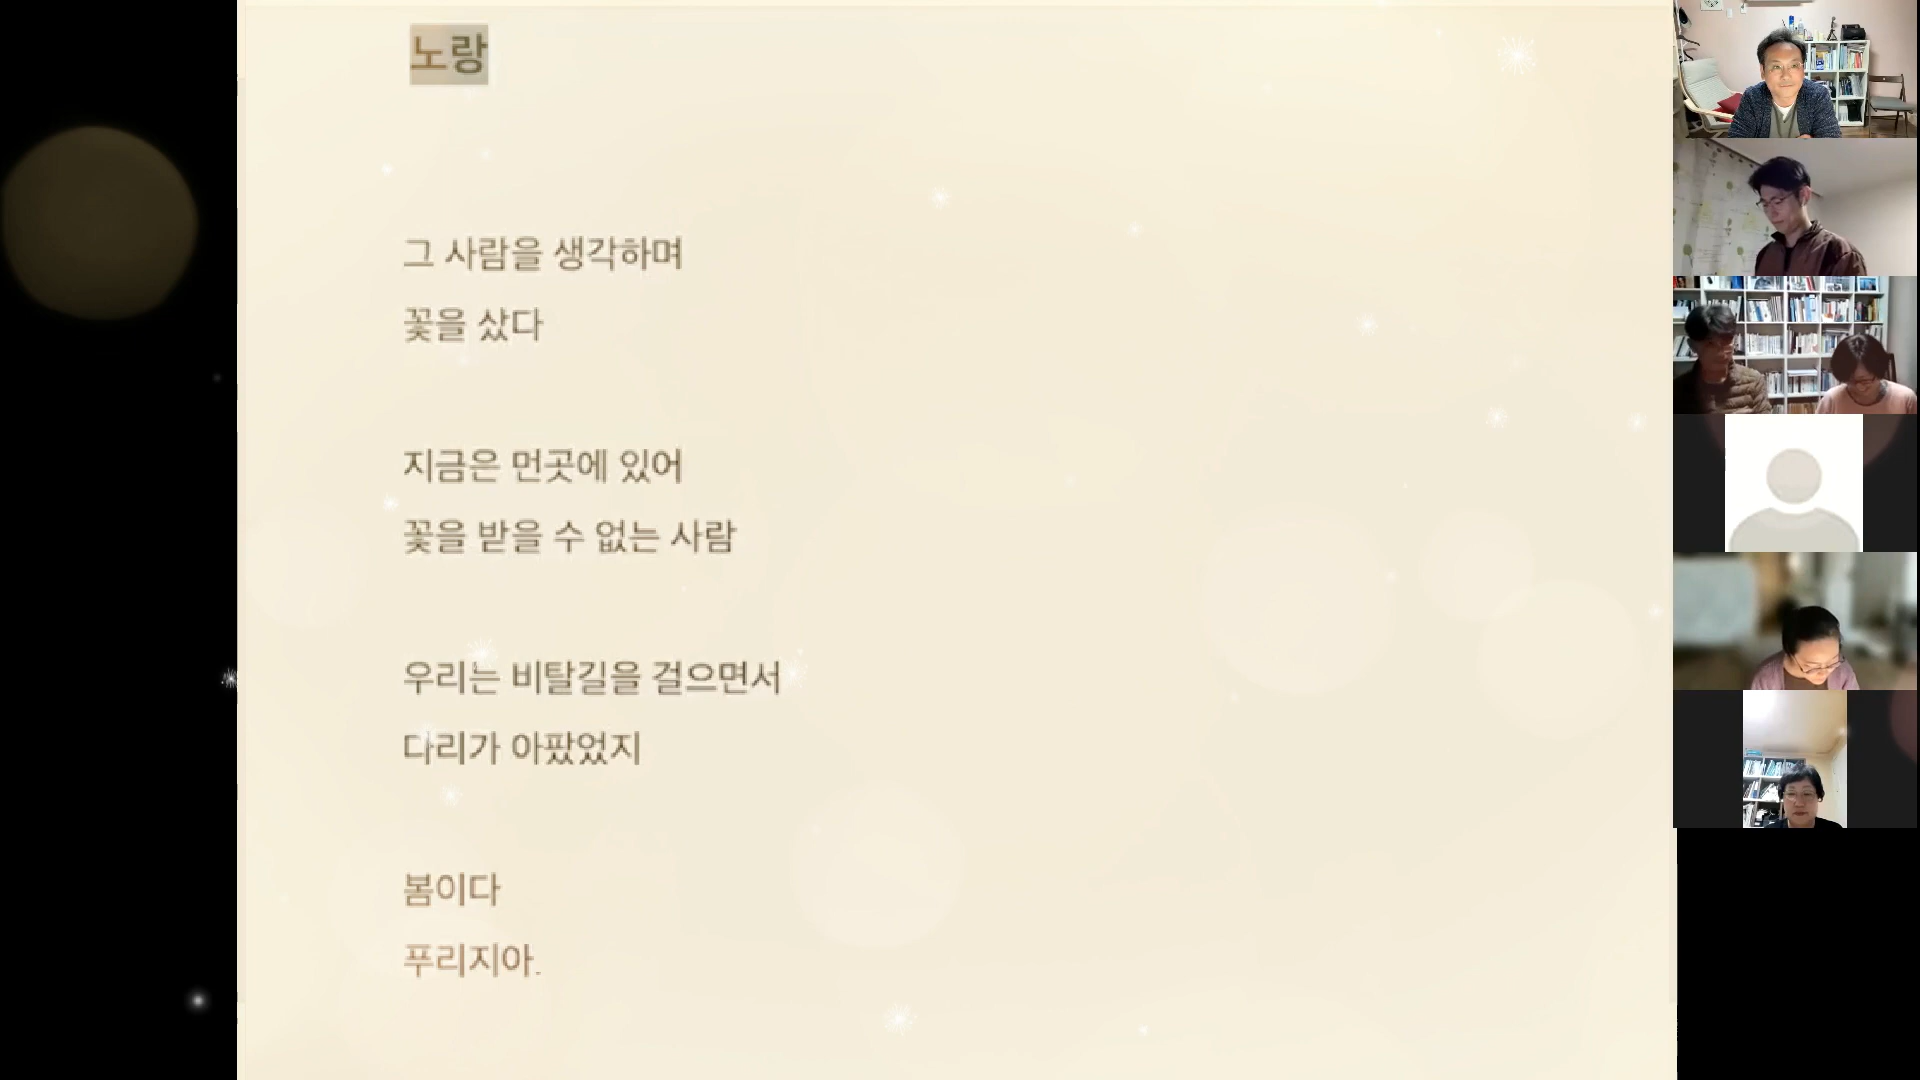 노랑
그 사람을 생각하며
꽃을 샀다
지금은 먼곳에 있어
꽃을 받을 수 없는 사람
우리는 비탈길을 걸으면서
다리가 아팠었지
봄이다
푸리지아.